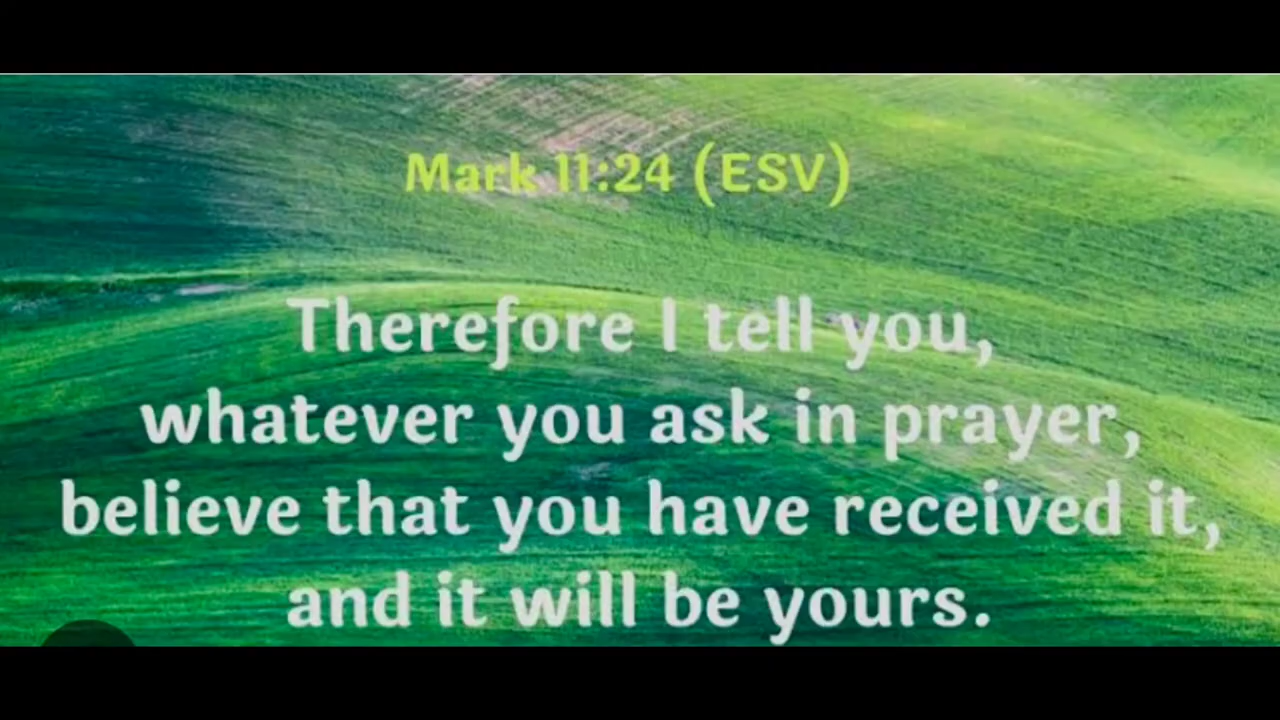 Mark 11:24 (ESV)
Therefore I tell you,
whatever you ask in prayer,
believe that you have received it,
and it will be yours.